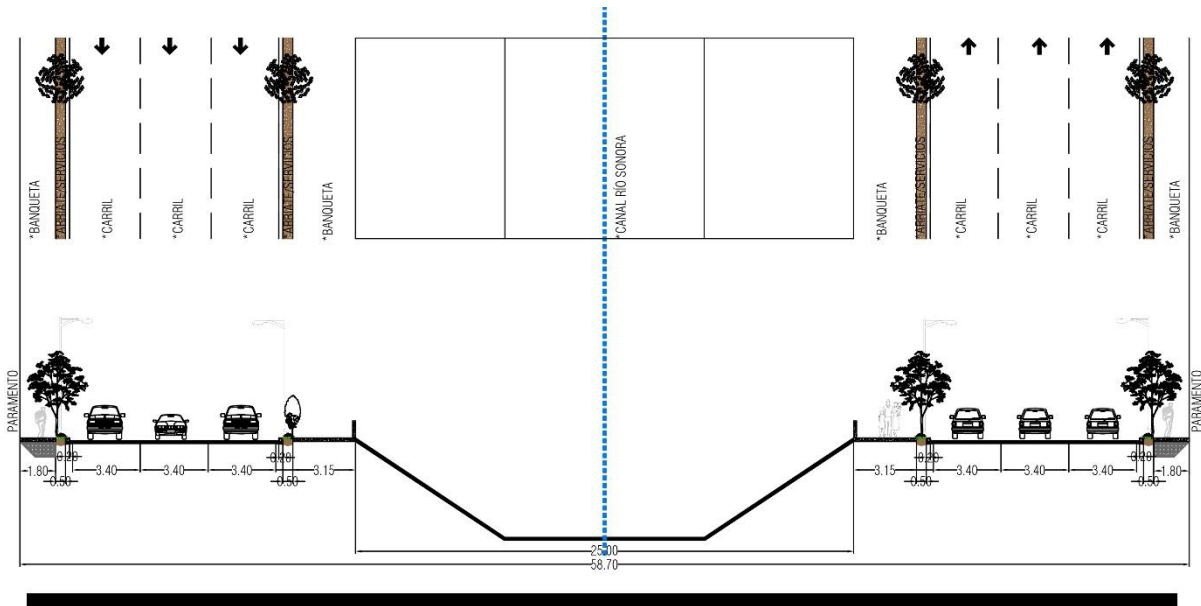 *BANQUETA
*ARRIATE/SERVICIOS
*CARRIL
*CARRIL
*CARRIL
*ARRIATE/SERVICIOS
*BANQUETA
*CANAL RÍO SONORA
*BANQUETA
*ARRIATE/SERVICIOS
*CARRIL
*CARRIL
*CARRIL
*ARRIATE/SERVICIOS
*BANQUETA
PARAMENTO
PARAMENTO
1.80
0.20
0.50
3.40
3.40
3.40
0.20
0.50
3.15
3.15
0.20
0.50
3.40
3.40
3.40
0.20
0.50
1.80
25.00
58.70